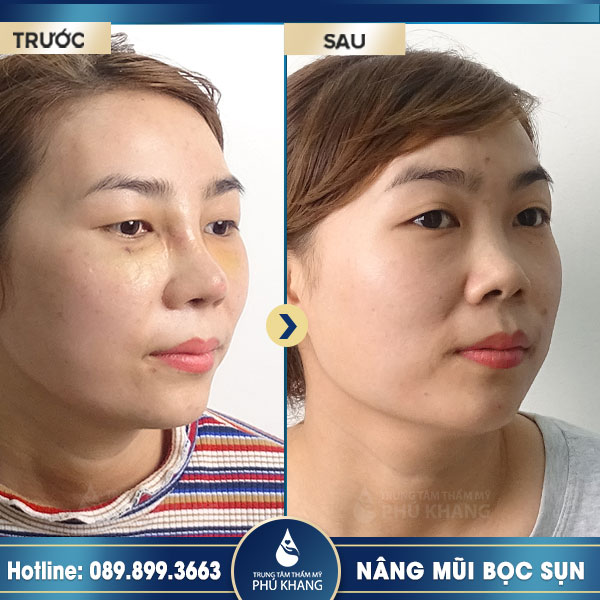 TRƯỚC
SAU
TRUNG TÂM THẨM MỸ
PHÚ KHANG
Hotline: 089.899.3663
TRUNG TÂM THẨM MỸ
PHÚ KHANG
NÂNG MŨI BỌC SỤN